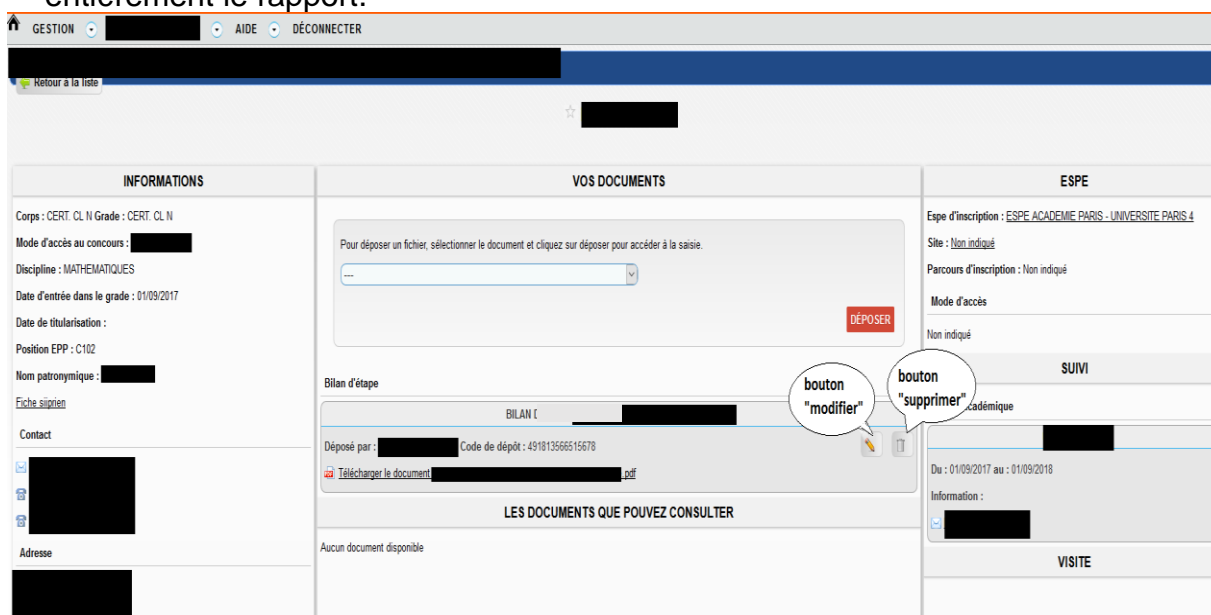 entièrement le rapport.
GESTION AIDE DÉCONNECTER
Retour à la liste
INFORMATIONS
Corps : CERT. CL N Grade : CERT. CL N
Mode d'accès au concours :
Discipline : MATHEMATIQUES
Date d'entrée dans le grade : 01/09/2017
Date de titularisation :
Position EPP : C102
Nom patronymique :
Fiche siiprien
Contact
Adresse
VOS DOCUMENTS
Pour déposer un fichier, sélectionner le document et cliquez sur déposer pour accéder à la saisie.
---
DÉPOSER
Bilan d'étape
bouton
"modifier"
bouton
"supprimer"
BILAN
Déposé par : Code de dépôt : 491813566515678
Télécharger le document .pdf
LES DOCUMENTS QUE POUVEZ CONSULTER
Aucun document disponible
ESPE
Espe d'inscription : ESPE ACADEMIE PARIS - UNIVERSITE PARIS 4
Site : Non indiqué
Parcours d'inscription : Non indiqué
Mode d'accès
Non indiqué
SUIVI
académique
Du : 01/09/2017 au : 01/09/2018
Information :
VISITE